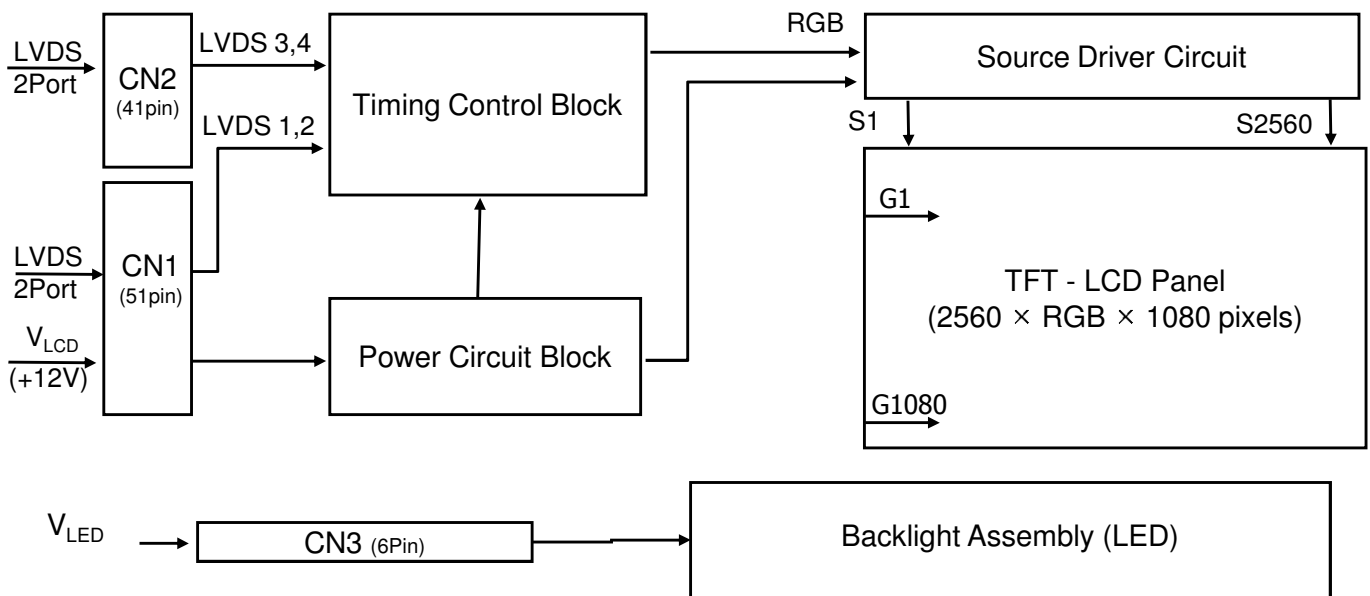 LVDS
2Port
CN2
(41pin)
LVDS 3,4
LVDS 1,2
Timing Control Block
RGB
Source Driver Circuit
S1
S2560
LVDS
2Port
CN1
(51pin)
VLCD
(+12V)
Power Circuit Block
G1
TFT - LCD Panel
(2560 × RGB × 1080 pixels)
G1080
VLED
CN3 (6Pin)
Backlight Assembly (LED)